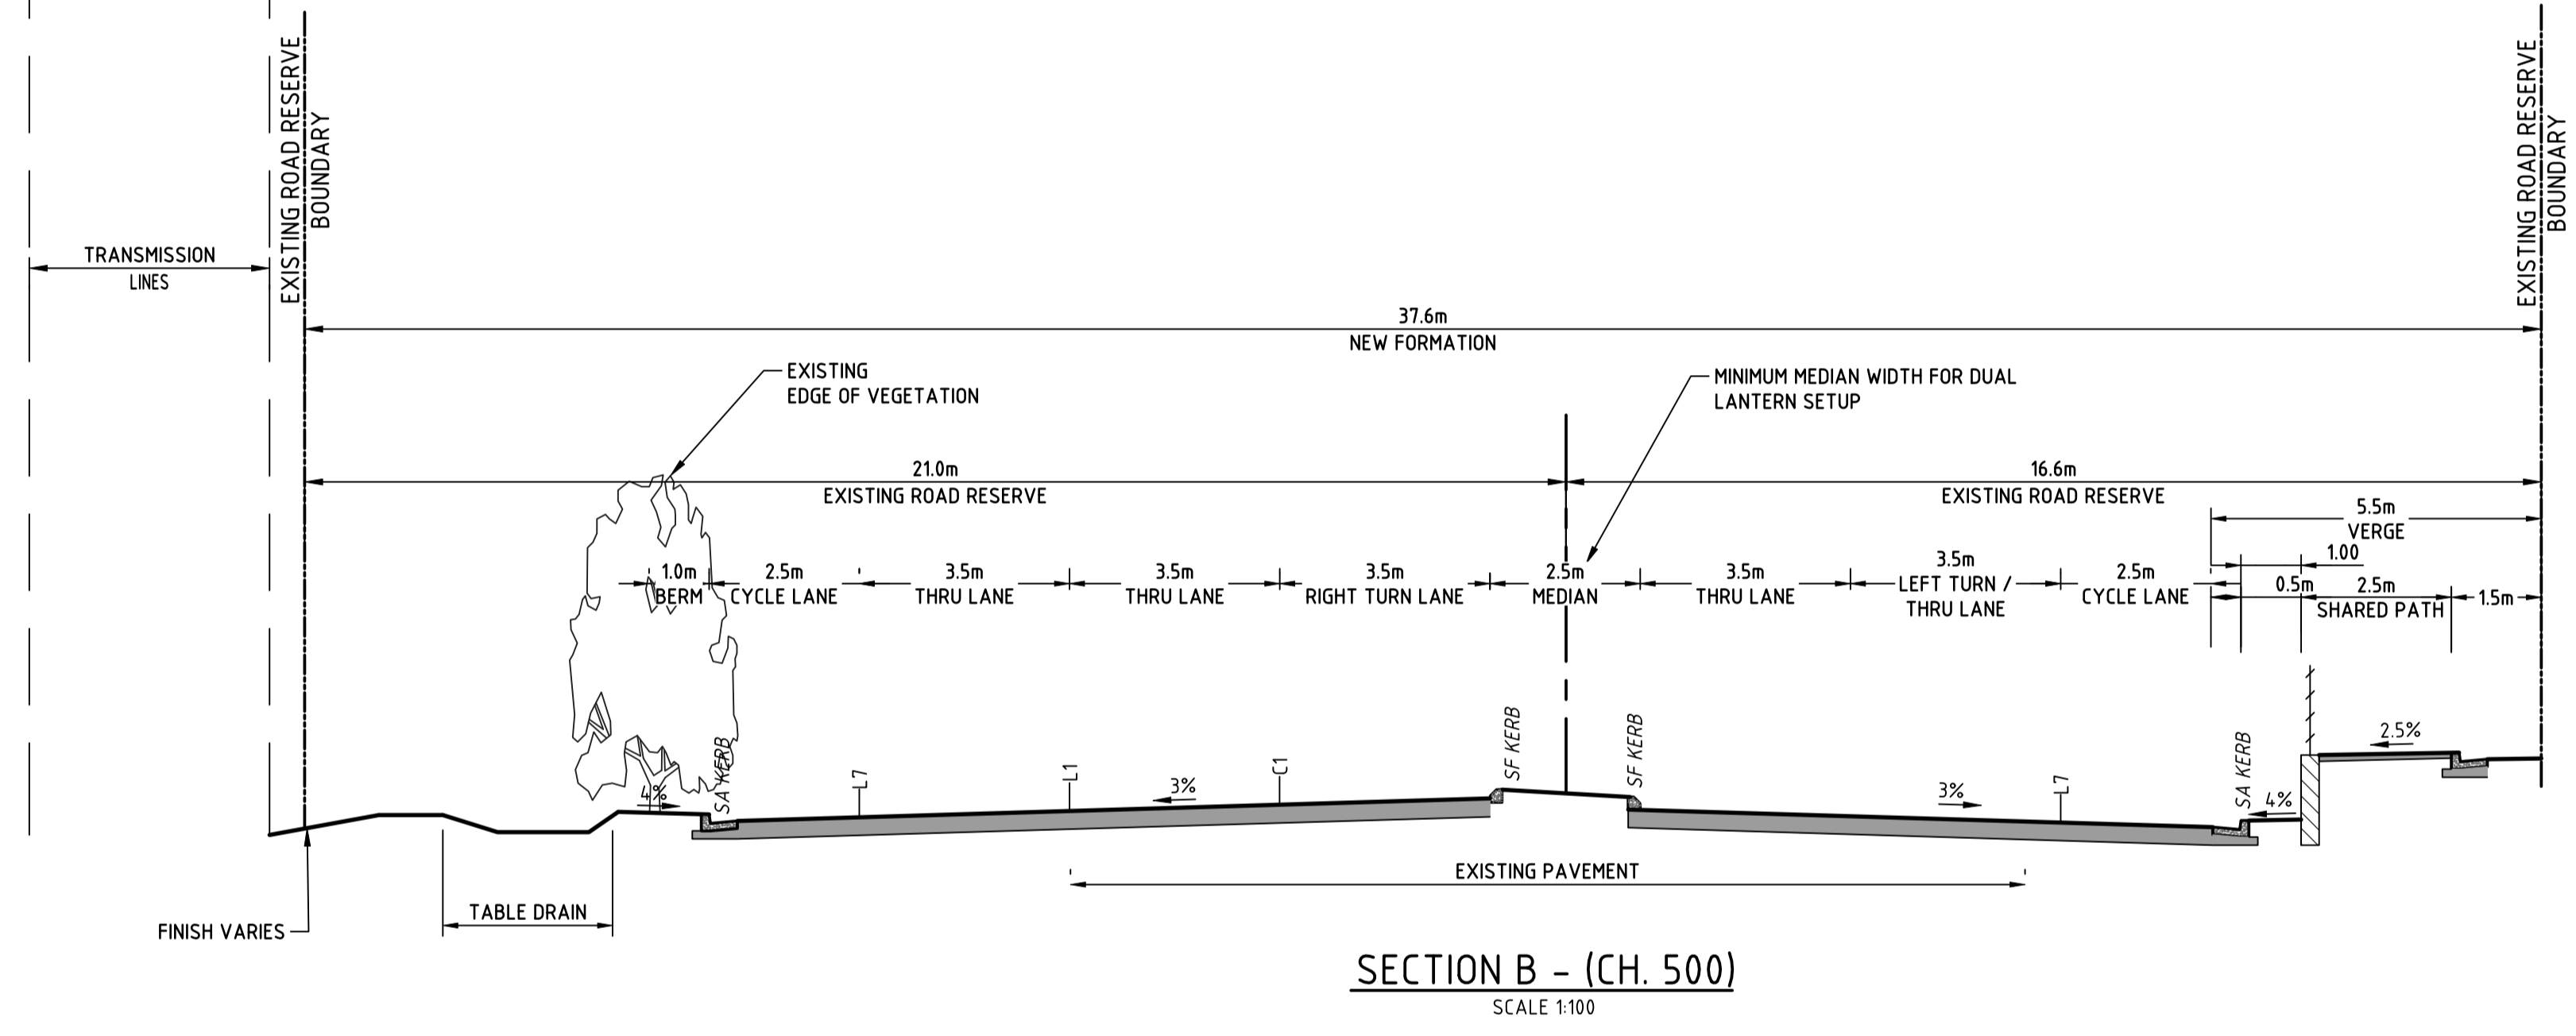 EXISTING ROAD RESERVE
BOUNDARY
EXISTING ROAD RESERVE
BOUNDARY
TRANSMISSION
LINES
37.6m
NEW FORMATION
EXISTING
EDGE OF VEGETATION
MINIMUM MEDIAN WIDTH FOR DUAL
LANTERN SETUP
21.0m
EXISTING ROAD RESERVE
16.6m
EXISTING ROAD RESERVE
5.5m
VERGE
1.00
1.0m
BERM
2.5m
CYCLE LANE
3.5m
THRU LANE
3.5m
THRU LANE
3.5m
RIGHT TURN LANE
2.5m
MEDIAN
3.5m
THRU LANE
3.5m
LEFT TURN /
THRU LANE
2.5m
CYCLE LANE
0.5m
2.5m
SHARED PATH
1.5m
4%
SA KERB
L7
L1
3%
C1
SF KERB
SF KERB
3%
L7
SA KERB
4%
2.5%
EXISTING PAVEMENT
TABLE DRAIN
FINISH VARIES
SECTION B - (CH. 500)
SCALE 1:100